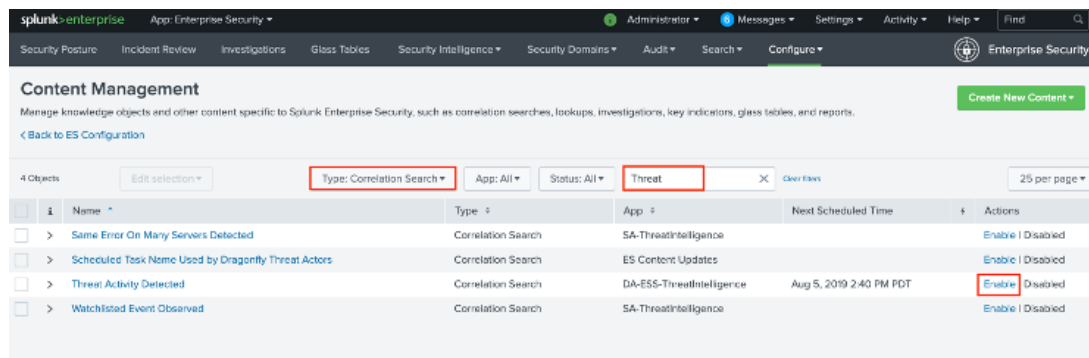 splunk>enterprise App: Enterprise Security Administrator 6 Messages Settings Activity Help Find
Security Posture Incident Review Investigations Glass Tables Security Intelligence Security Domains Audit Search Configure Enterprise Security
Content Management
Create New Content
Manage knowledge objects and other content specific to Splunk Enterprise Security, such as correlation searches, lookups, investigations, key indicators, glass tables, and reports.
< Back to ES Configuration
4 Objects Edit selection Type: Correlation Search App: All Status: All Threat X Clear filters 25 per page
i Name Type App Next Scheduled Time Actions
> Same Error On Many Servers Detected Correlation Search SA-ThreatIntelligence Enable | Disabled
> Scheduled Task Name Used by Dragonfly Threat Actors Correlation Search ES Content Updates Enable | Disabled
> Threat Activity Detected Correlation Search DA-ESS-ThreatIntelligence Aug 5, 2019 2:40 PM PDT Enable | Disabled
> Watchlisted Event Observed Correlation Search SA-ThreatIntelligence Enable | Disabled